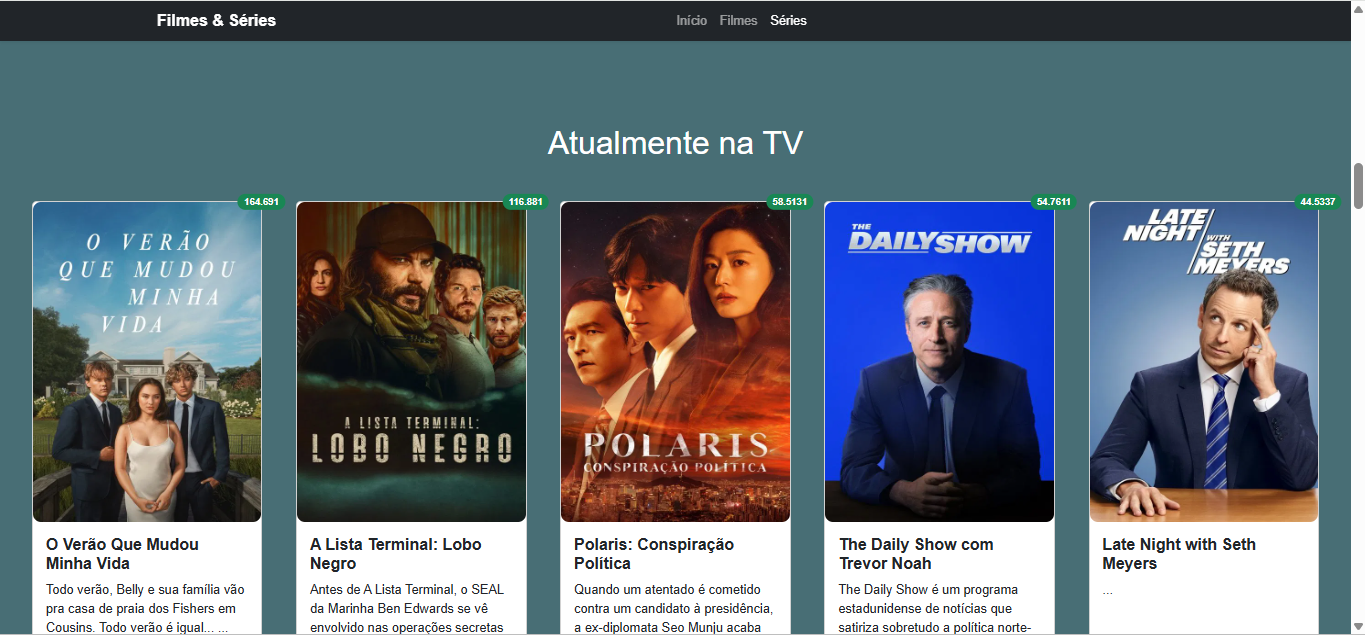 Filmes & Séries
Início Filmes Séries
Atualmente na TV
164.691
116.881
58.5131
54.7611
44.5337
O VERÃO
QUE MUDOU
MINHA
VIDA
A LISTA TERMINAL:
LOBO NEGRO
POLARIS
CONSPIRAÇÃO POLÍTICA
THE
DAILYSHOW
LATE
NIGHT
WITH
SETH
MEYERS
O Verão Que Mudou
Minha Vida
Todo verão, Belly e sua família vão
pra casa de praia dos Fishers em
Cousins. Todo verão é igual... ...
A Lista Terminal: Lobo
Negro
Antes de A Lista Terminal, o SEAL
da Marinha Ben Edwards se vê
envolvido nas operações secretas
Polaris: Conspiração
Política
Quando um atentado é cometido
contra um candidato à presidência,
a ex-diplomata Seo Munju acaba
The Daily Show com
Trevor Noah
The Daily Show é um programa
estadunidense de notícias que
satiriza sobretudo a política norte-
Late Night with Seth
Meyers
...